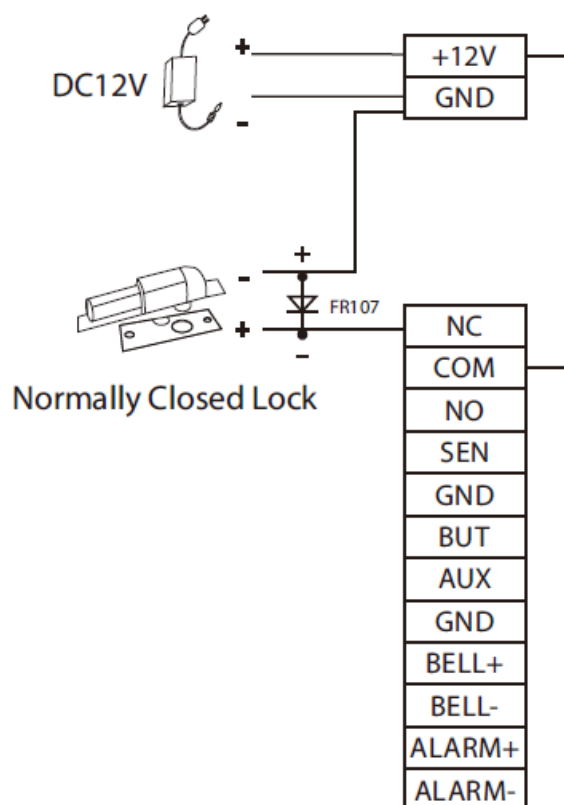 +
DC12V
-
+12V
GND
+
-
FR107
+
-
Normally Closed Lock
NC
COM
NO
SEN
GND
BUT
AUX
GND
BELL+
BELL-
ALARM+
ALARM-